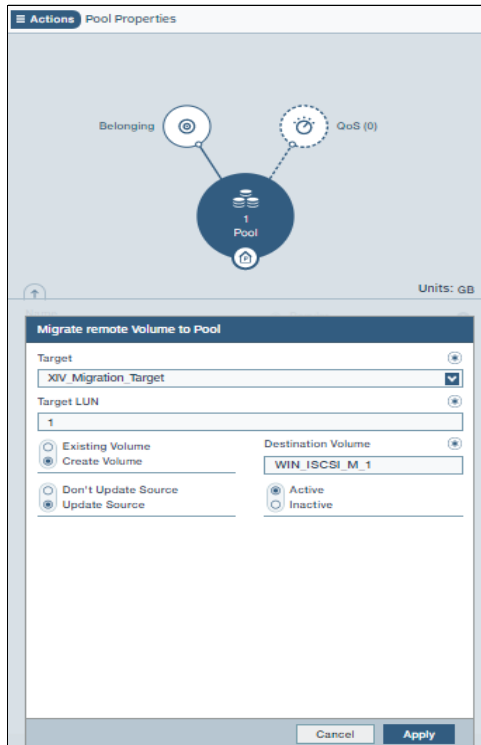 Actions Pool Properties
Belonging
QoS (0)
1
Pool
Units: GB
Migrate remote Volume to Pool
Target
XIV_Migration_Target
Target LUN
1
Existing Volume
Create Volume
Destination Volume
WIN_ISCSI_M_1
Don't Update Source
Update Source
Active
Inactive
Cancel Apply